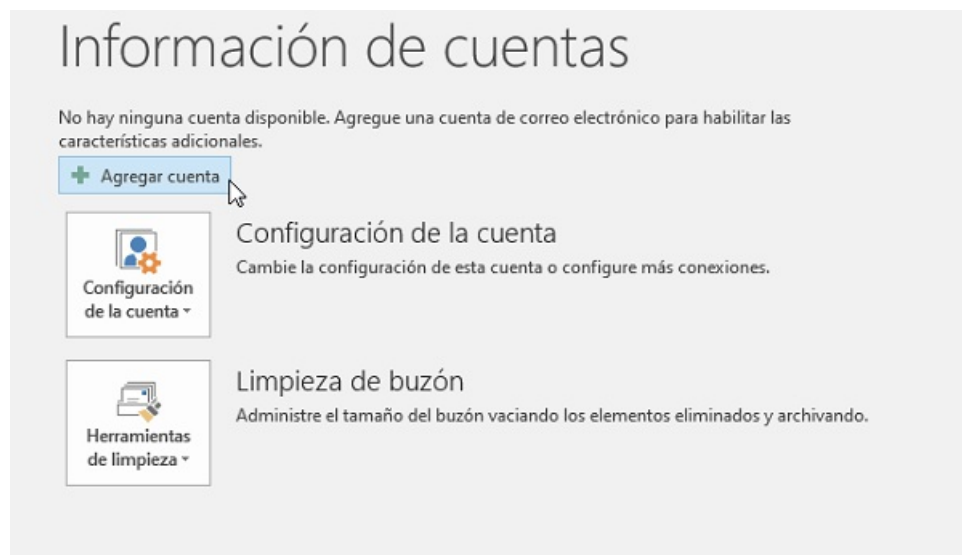 Información de cuentas
No hay ninguna cuenta disponible. Agregue una cuenta de correo electrónico para habilitar las
características adicionales.
Agregar cuenta
Configuración
de la cuenta
Configuración de la cuenta
Cambie la configuración de esta cuenta o configure más conexiones.
Herramientas
de limpieza
Limpieza de buzón
Administre el tamaño del buzón vaciando los elementos eliminados y archivando.